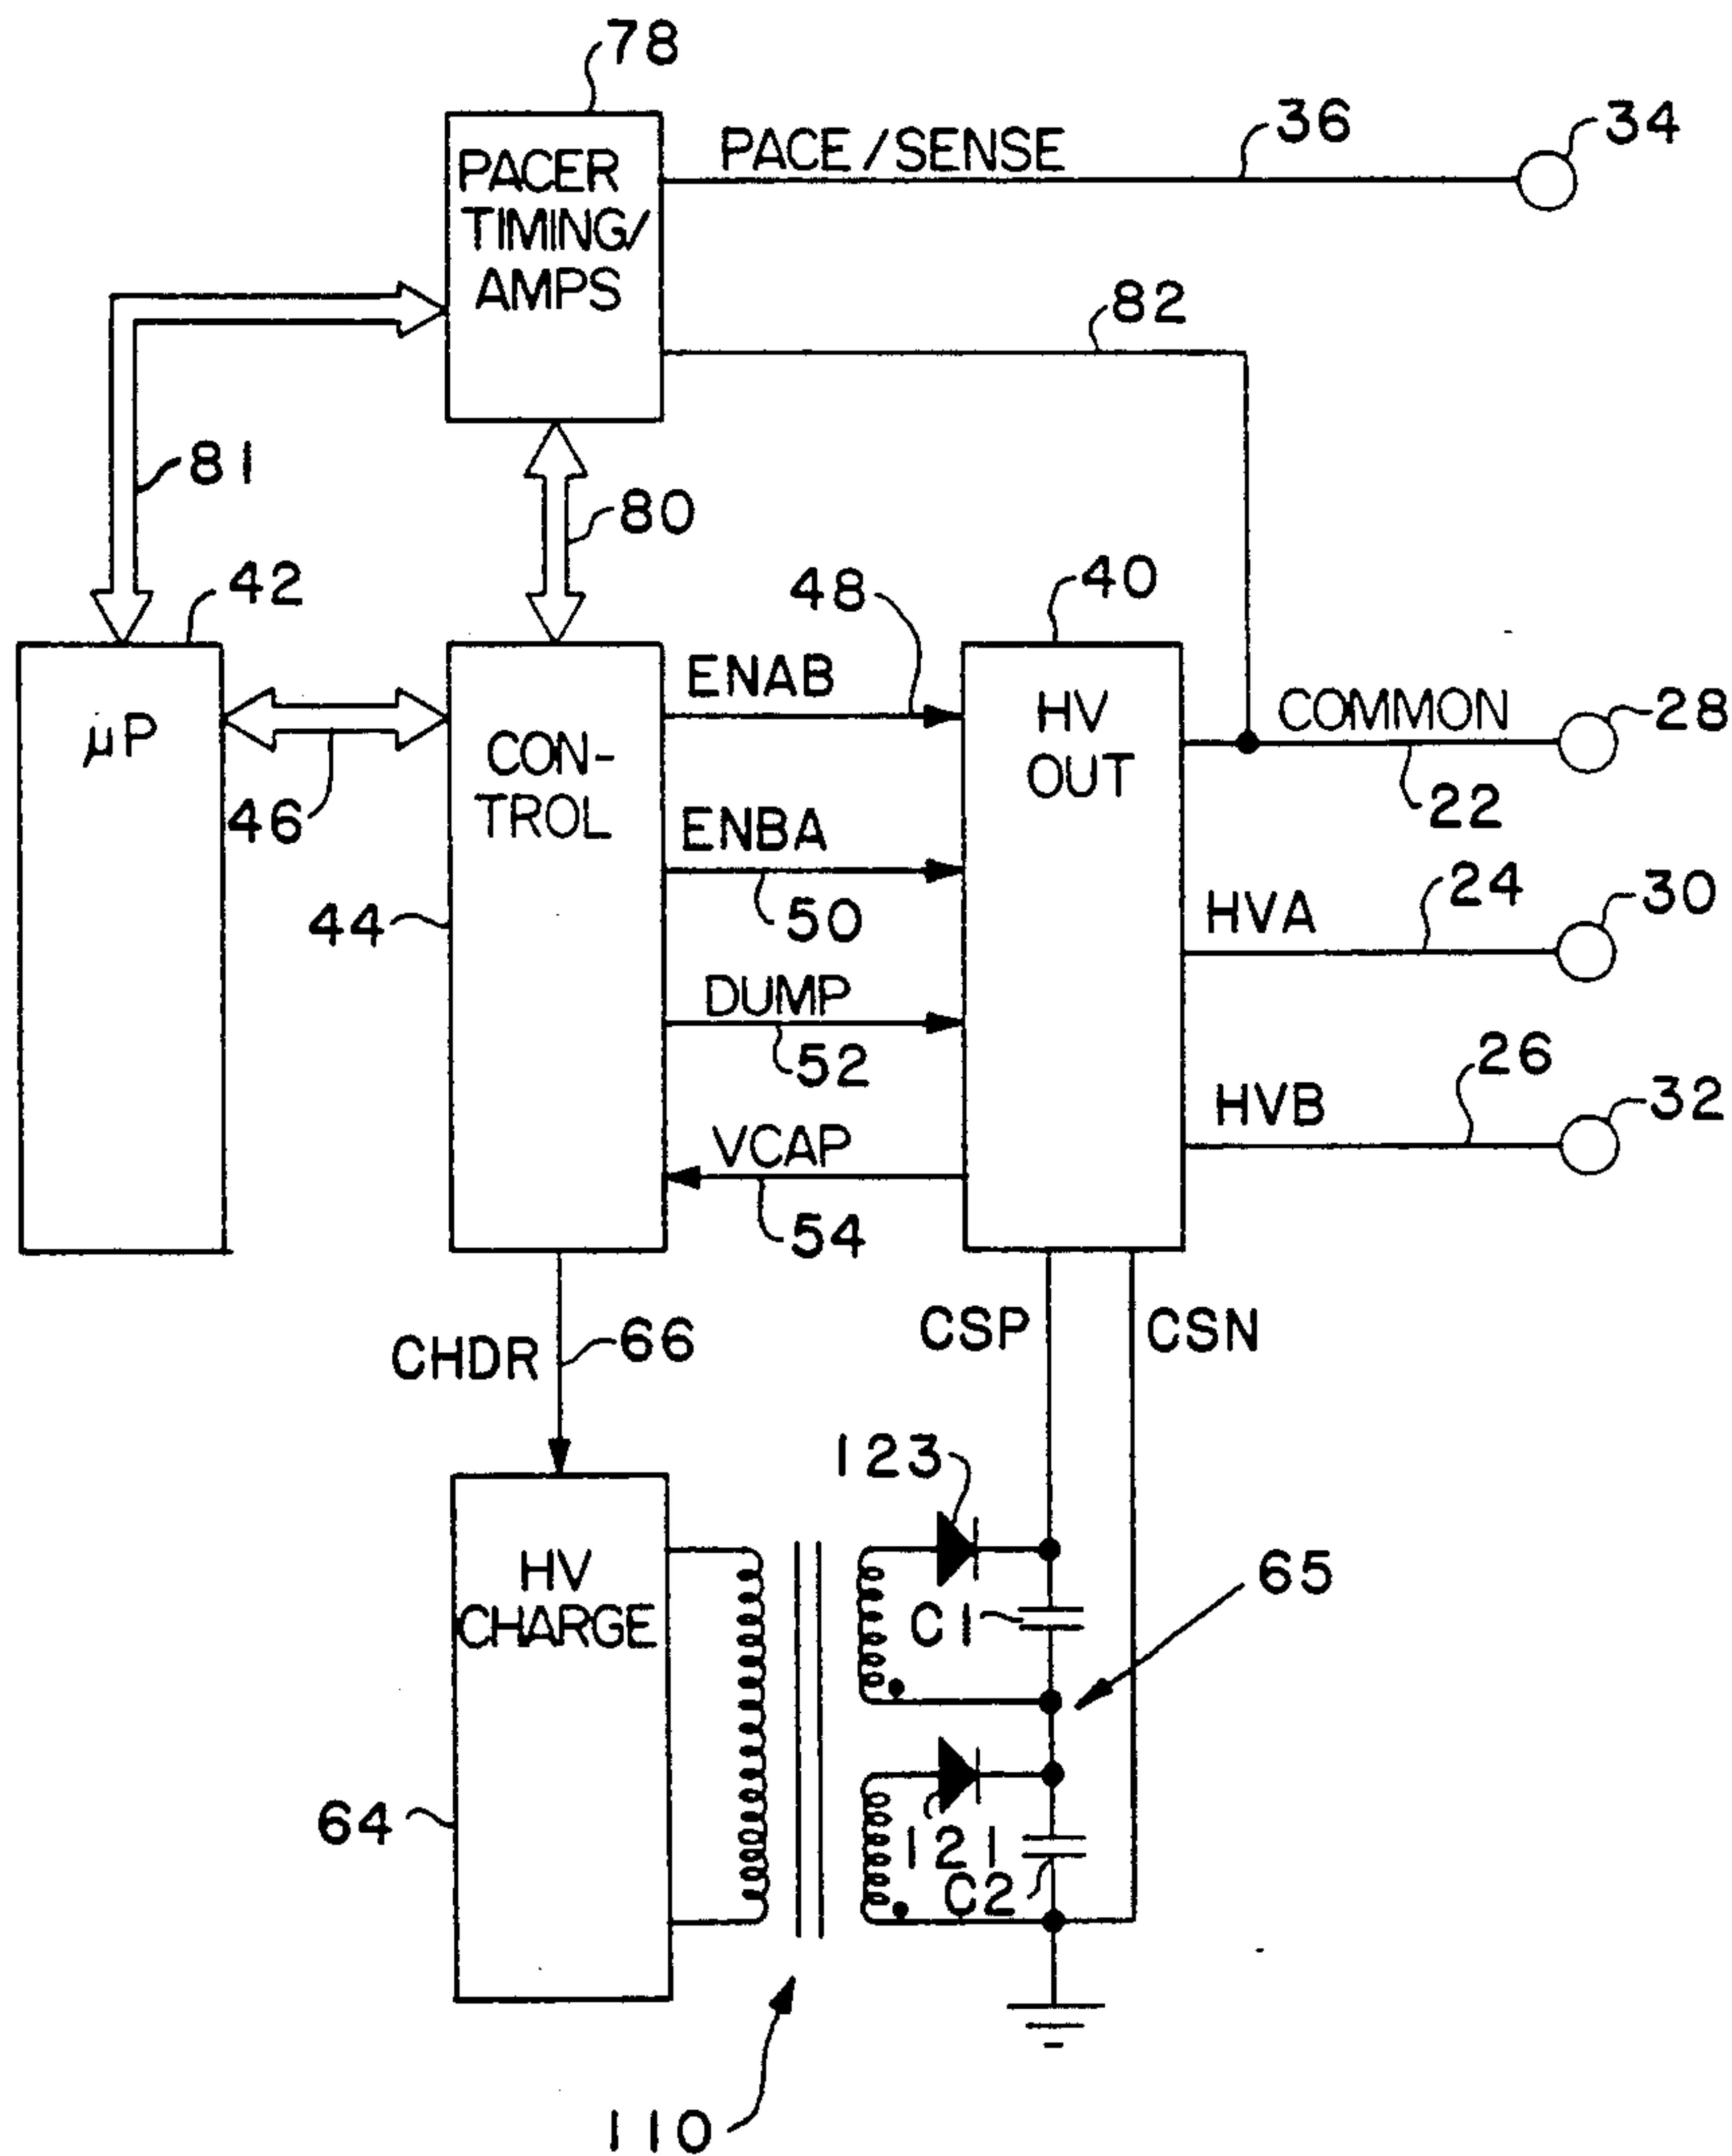 78
PACER
TIMING/
AMPS
PACE/SENSE
36
34
82
81
80
42
48
40
µP
46
CON-
TROL
44
ENAB
HV
OUT
COMMON
28
22
ENBA
50
HVA
24
30
DUMP
52
HVB
26
32
VCAP
54
CHDR
66
CSP
CSN
123
HV
CHARGE
C1
65
64
121
C2
110